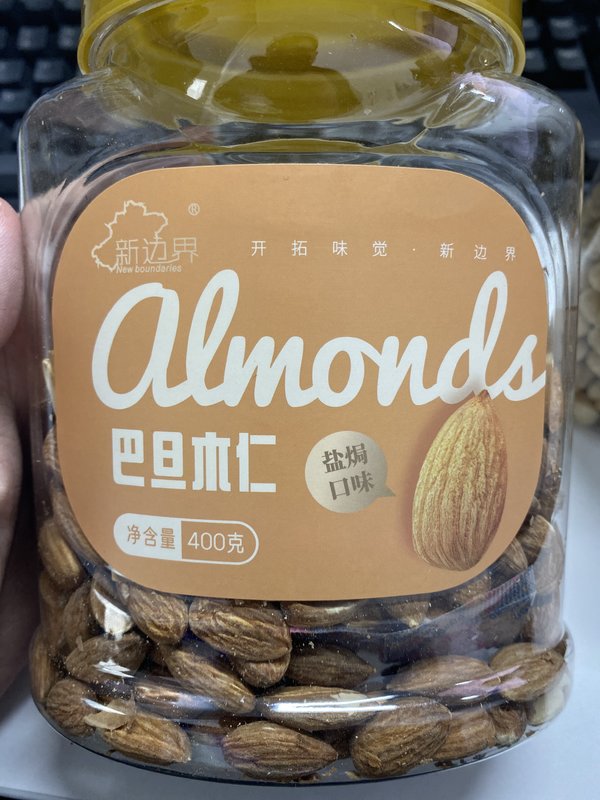 新边界
®
New boundaries
开拓味觉·新边界
Almonds
巴旦木仁
盐焗
口味
净含量 400克